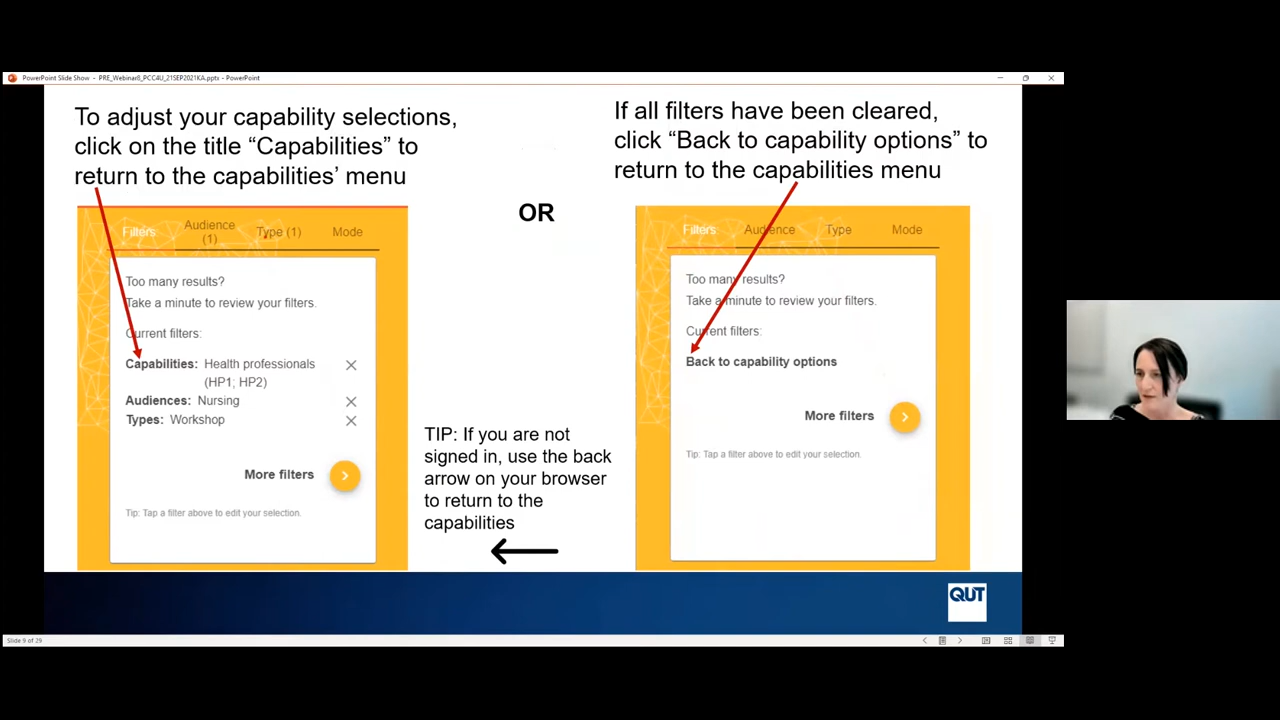 PowerPoint Slide Show - PRE_Webinar8_PCC4U_21SEP2021KA.pptx - PowerPoint
To adjust your capability selections,
click on the title “Capabilities” to
return to the capabilities’ menu
If all filters have been cleared,
click “Back to capability options” to
return to the capabilities menu
OR
Filters:
Audience
(1)
Type (1)
Mode
Too many results?
Take a minute to review your filters.
Current filters:
Capabilities: Health professionals
(HP1; HP2)
Audiences: Nursing
Types: Workshop
More filters
Tip: Tap a filter above to edit your selection.
TIP: If you are not
signed in, use the back
arrow on your browser
to return to the
capabilities
Filters:
Audience
Type
Mode
Too many results?
Take a minute to review your filters.
Current filters:
Back to capability options
More filters
Tip: Tap a filter above to edit your selection.
QUT
Slide 9 of 29